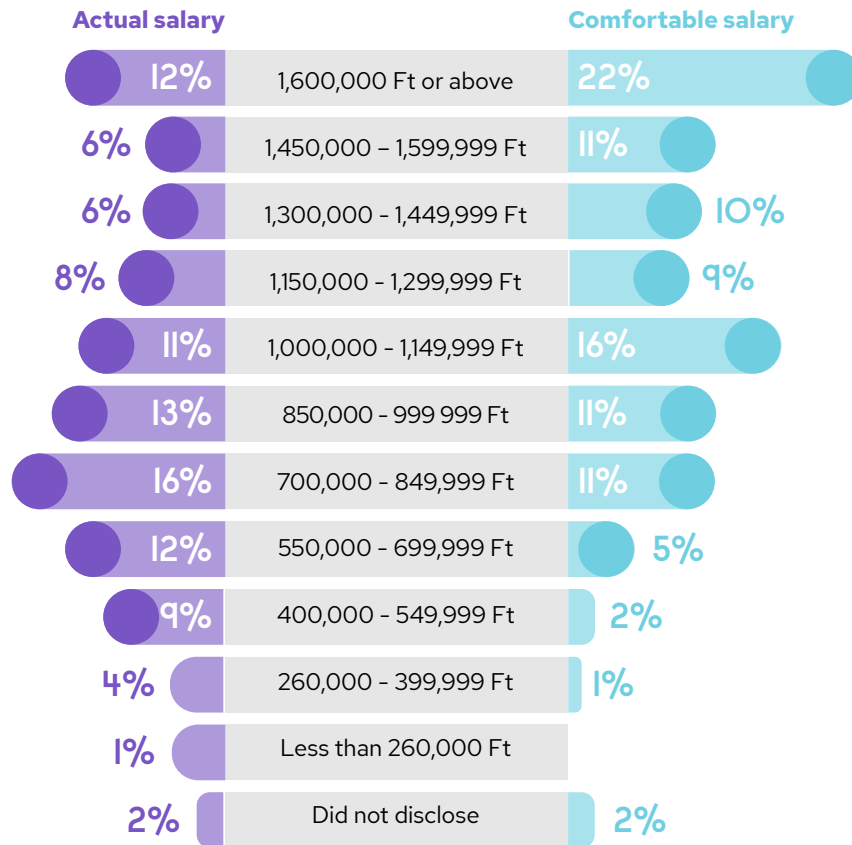 Actual salary Comfortable salary
12% 1,600,000 Ft or above 22%
6% 1,450,000 – 1,599,999 Ft 11%
6% 1,300,000 - 1,449,999 Ft 10%
8% 1,150,000 - 1,299,999 Ft 9%
11% 1,000,000 - 1,149,999 Ft 16%
13% 850,000 - 999 999 Ft 11%
16% 700,000 - 849,999 Ft 11%
12% 550,000 - 699,999 Ft 5%
9% 400,000 - 549,999 Ft 2%
4% 260,000 - 399,999 Ft 1%
1% Less than 260,000 Ft
2% Did not disclose 2%